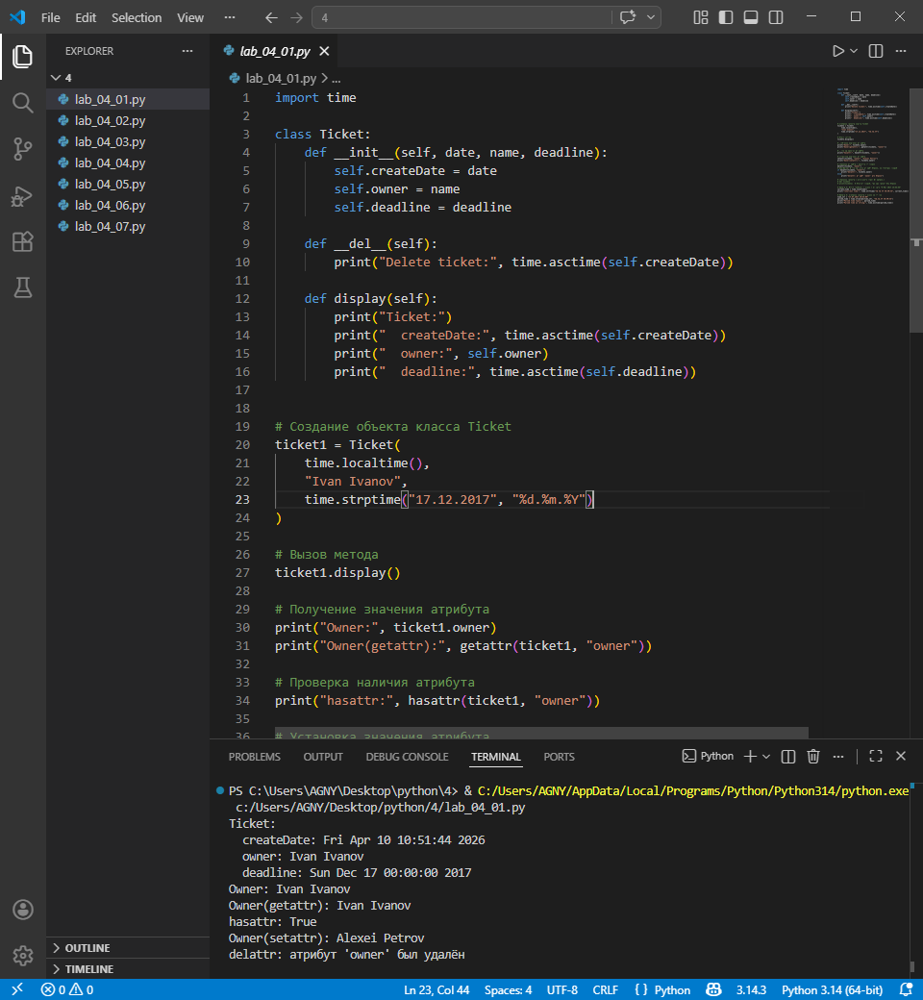 File Edit Selection View ··· 4
EXPLORER ···
4
lab_04_01.py
lab_04_02.py
lab_04_03.py
lab_04_04.py
lab_04_05.py
lab_04_06.py
lab_04_07.py
OUTLINE
TIMELINE
lab_04_01.py
lab_04_01.py > ...
1 import time
2
3 class Ticket:
4     def __init__(self, date, name, deadline):
5         self.createDate = date
6         self.owner = name
7         self.deadline = deadline
8
9     def __del__(self):
10         print("Delete ticket:", time.asctime(self.createDate))
11
12     def display(self):
13         print("Ticket:")
14         print("  createDate:", time.asctime(self.createDate))
15         print("  owner:", self.owner)
16         print("  deadline:", time.asctime(self.deadline))
17
18
19 # Создание объекта класса Ticket
20 ticket1 = Ticket(
21     time.localtime(),
22     "Ivan Ivanov",
23     time.strptime("17.12.2017", "%d.%m.%Y")
24 )
25
26 # Вызов метода
27 ticket1.display()
28
29 # Получение значения атрибута
30 print("Owner:", ticket1.owner)
31 print("Owner(getattr):", getattr(ticket1, "owner"))
32
33 # Проверка наличия атрибута
34 print("hasattr:", hasattr(ticket1, "owner"))
35
36 # Установка значения атрибута
PROBLEMS OUTPUT DEBUG CONSOLE TERMINAL PORTS Python
PS C:\Users\AGNY\Desktop\python\4> & C:/Users/AGNY/AppData/Local/Programs/Python/Python314/python.exe
c:/Users/AGNY/Desktop/python/4/lab_04_01.py
Ticket:
  createDate: Fri Apr 10 10:51:44 2026
  owner: Ivan Ivanov
  deadline: Sun Dec 17 00:00:00 2017
Owner: Ivan Ivanov
Owner(getattr): Ivan Ivanov
hasattr: True
Owner(setattr): Alexei Petrov
delattr: атрибут 'owner' был удалён
0 0 Ln 23, Col 44 Spaces: 4 UTF-8 CRLF { } Python 3.14.3 Python 3.14 (64-bit)